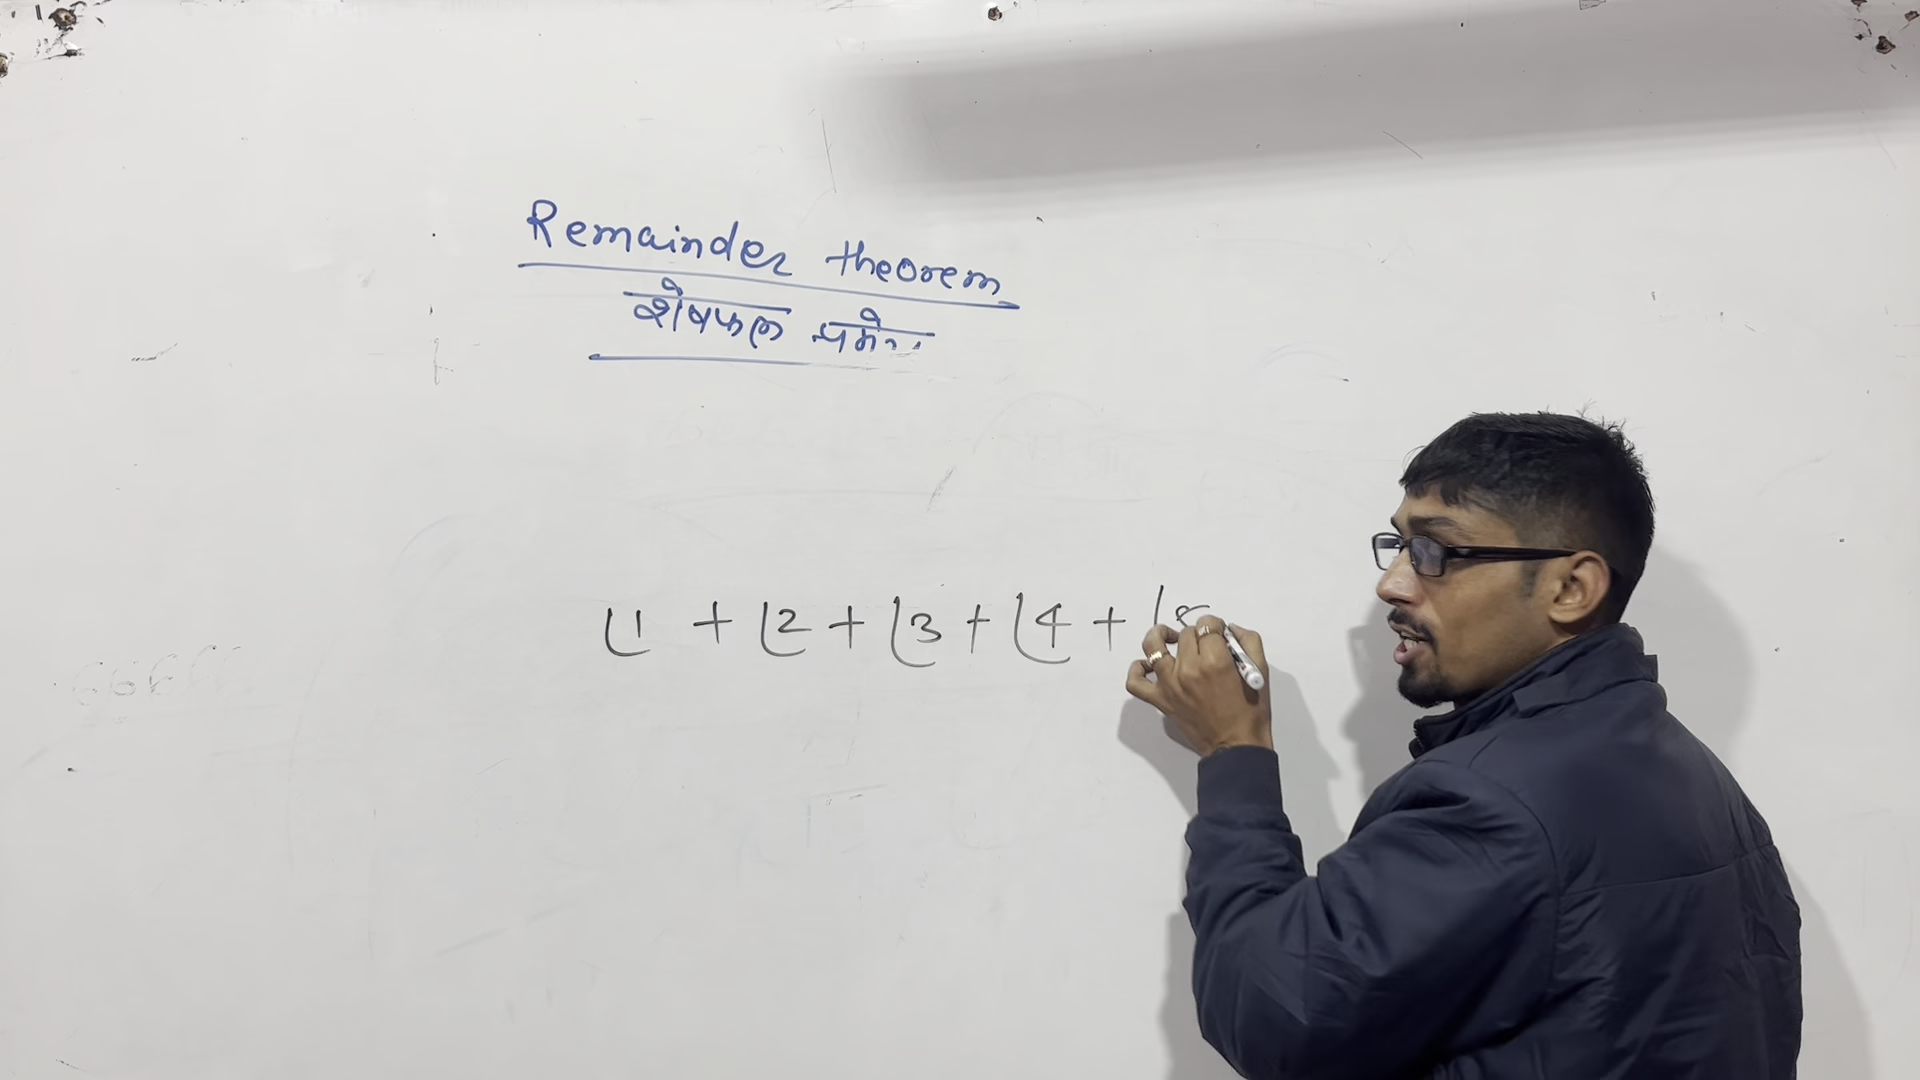 Remainder theorem
शेषफल प्रमेय
⌊1 + ⌊2 + ⌊3 + ⌊4 + ⌊5